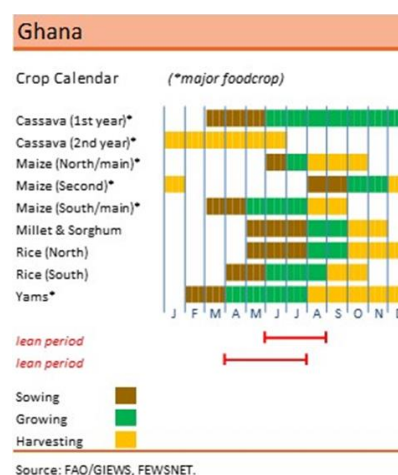 Ghana
Crop Calendar (*major foodcrop)
Cassava (1st year)*
Cassava (2nd year)*
Maize (North/main)*
Maize (Second)*
Maize (South/main)*
Millet & Sorghum
Rice (North)
Rice (South)
Yams*
J F M A M J J A S O N D
lean period
lean period
Sowing
Growing
Harvesting
Source: FAO/GIEWS, FEWSNET.